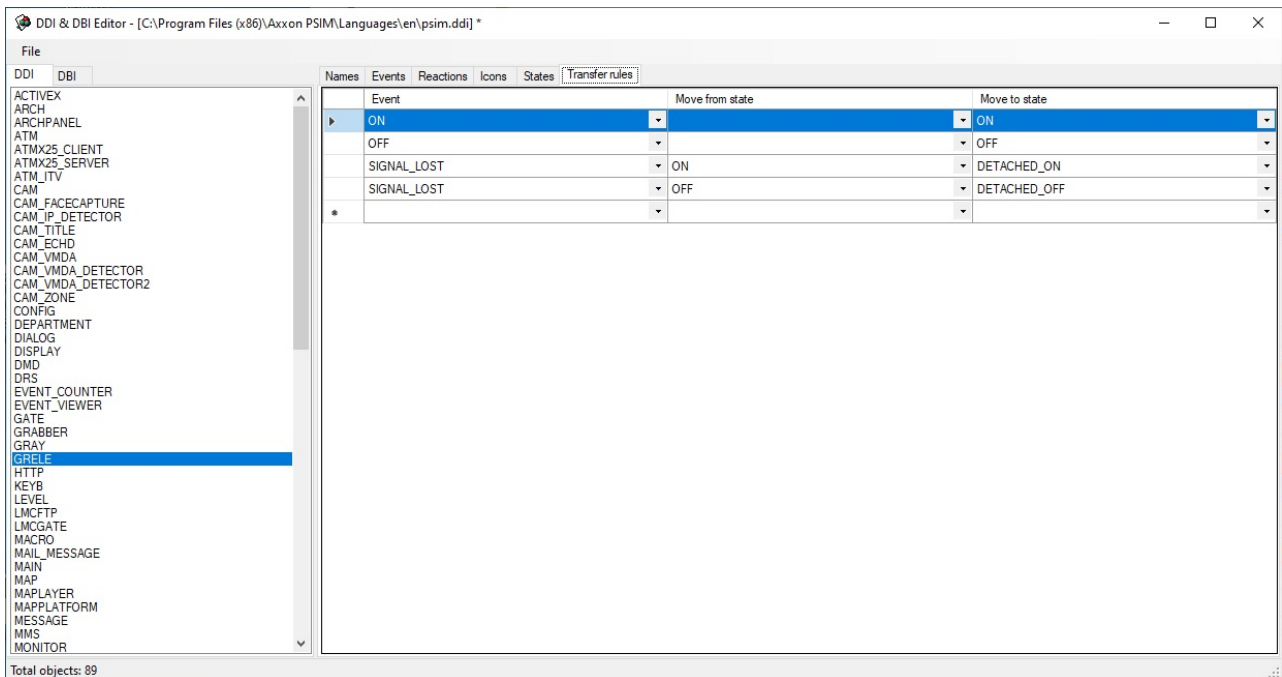 DDI & DBI Editor - [C:\Program Files (x86)\Axxon PSIM\Languages\en\psim.ddi] *
File
DDI DBI
Names Events Reactions Icons States Transfer rules
ACTIVEX
ARCH
ARCHPANEL
ATM
ATMX25_CLIENT
ATMX25_SERVER
ATM_ITV
CAM
CAM_FACECAPTURE
CAM_IP_DETECTOR
CAM_TITLE
CAM_ECHD
CAM_VMDA
CAM_VMDA_DETECTOR
CAM_VMDA_DETECTOR2
CAM_ZONE
CONFIG
DEPARTMENT
DIALOG
DISPLAY
DMD
DRS
EVENT_COUNTER
EVENT_VIEWER
GATE
GRABBER
GRAY
GRELE
HTTP
KEYB
LEVEL
LMCFTP
LMCGATE
MACRO
MAIL_MESSAGE
MAIN
MAP
MAPLAYER
MAPPLATFORM
MESSAGE
MMS
MONITOR
Event Move from state Move to state
ON ON
OFF OFF
SIGNAL_LOST ON DETACHED_ON
SIGNAL_LOST OFF DETACHED_OFF
Total objects: 89